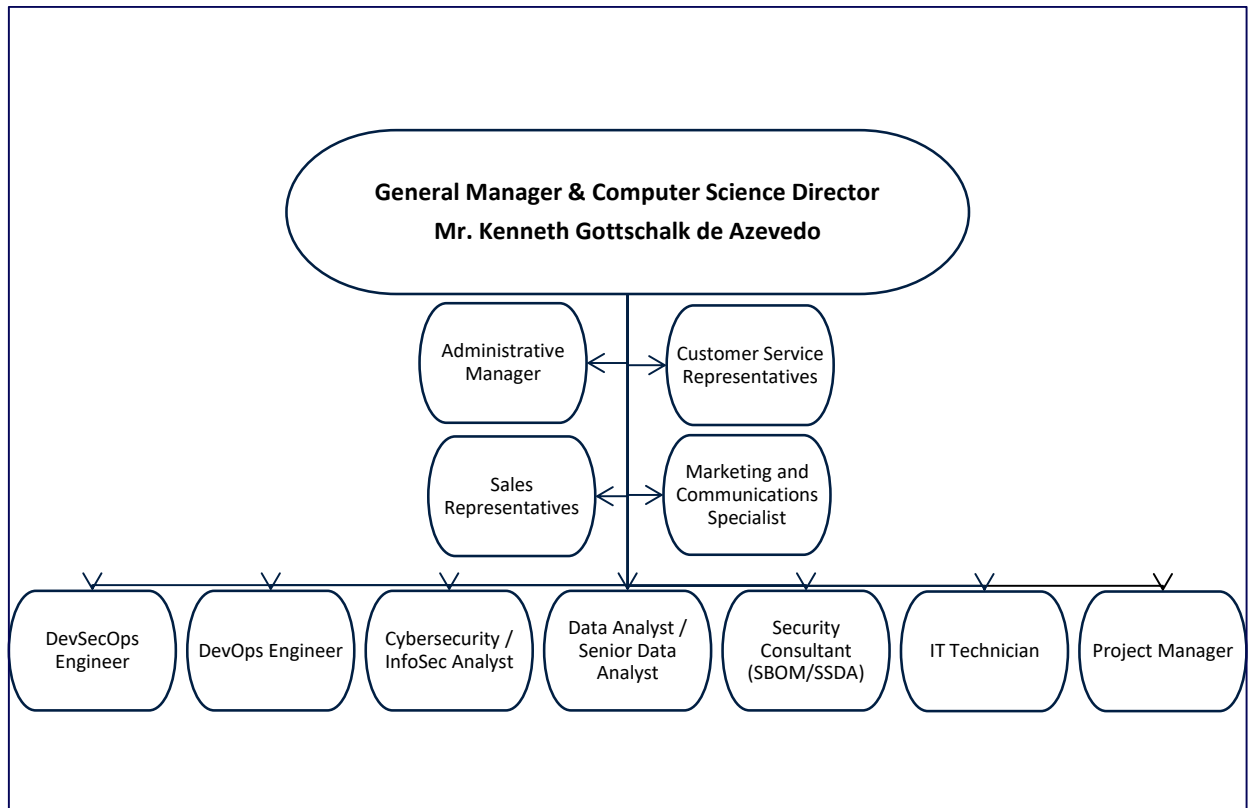 General Manager & Computer Science Director
Mr. Kenneth Gottschalk de Azevedo
Administrative
Manager
Customer Service
Representatives
Sales
Representatives
Marketing and
Communications
Specialist
DevSecOps
Engineer
DevOps Engineer
Cybersecurity /
InfoSec Analyst
Data Analyst /
Senior Data
Analyst
Security
Consultant
(SBOM/SSDA)
IT Technician
Project Manager